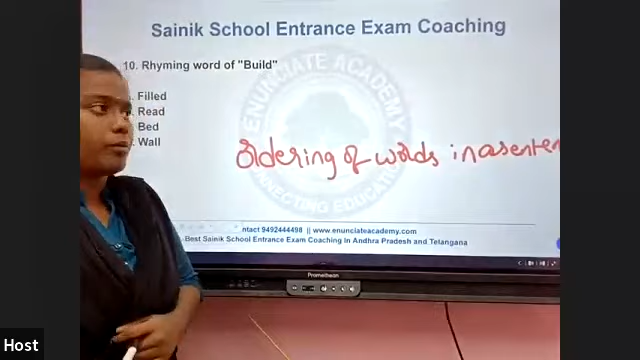 Sainik School Entrance Exam Coaching
10. Rhyming word of "Build"
. Filled
. Read
Bed
. Wall
ENUNCIATE ACADEMY
CONNECTING EDUCATION
Ordering of words in a senten
ntact 9492444498 || www.enunciateacademy.com
Best Sainik School Entrance Exam Coaching in Andhra Pradesh and Telangana
Promethean
Host